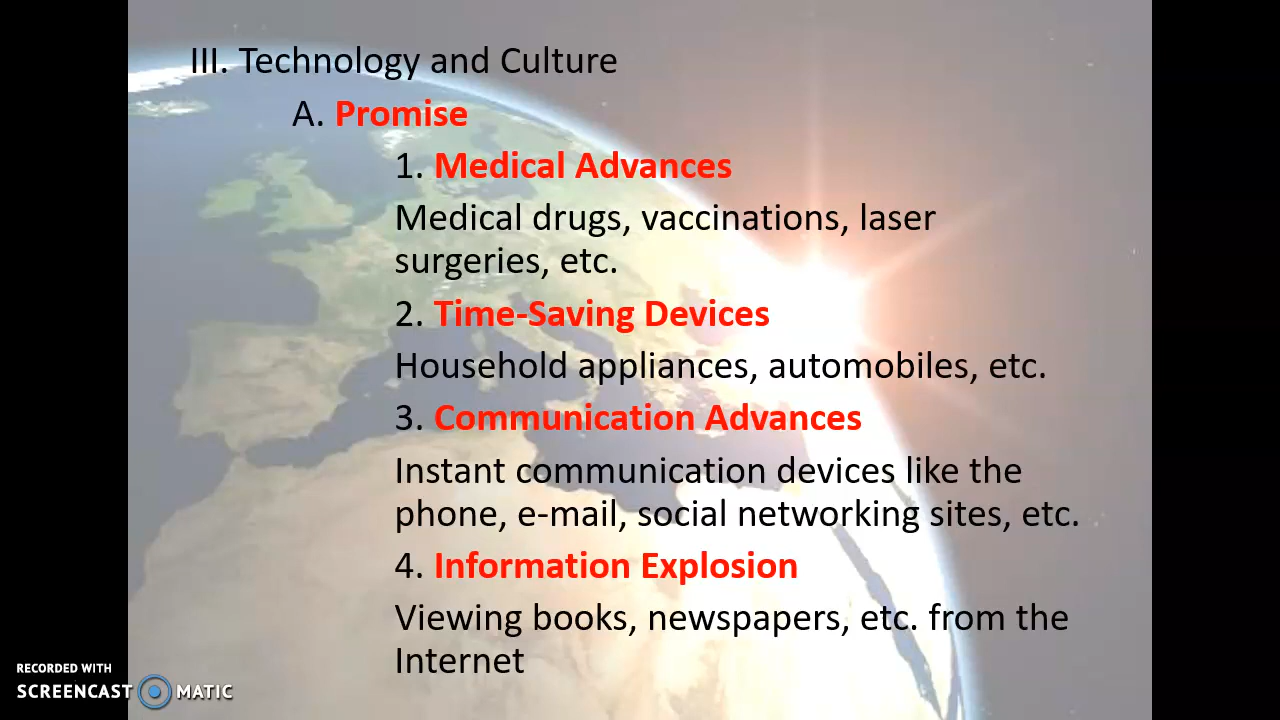 III. Technology and Culture
A. Promise
1. Medical Advances
Medical drugs, vaccinations, laser
surgeries, etc.
2. Time-Saving Devices
Household appliances, automobiles, etc.
3. Communication Advances
Instant communication devices like the
phone, e-mail, social networking sites, etc.
4. Information Explosion
Viewing books, newspapers, etc. from the
Internet
RECORDED WITH
SCREENCAST MATIC